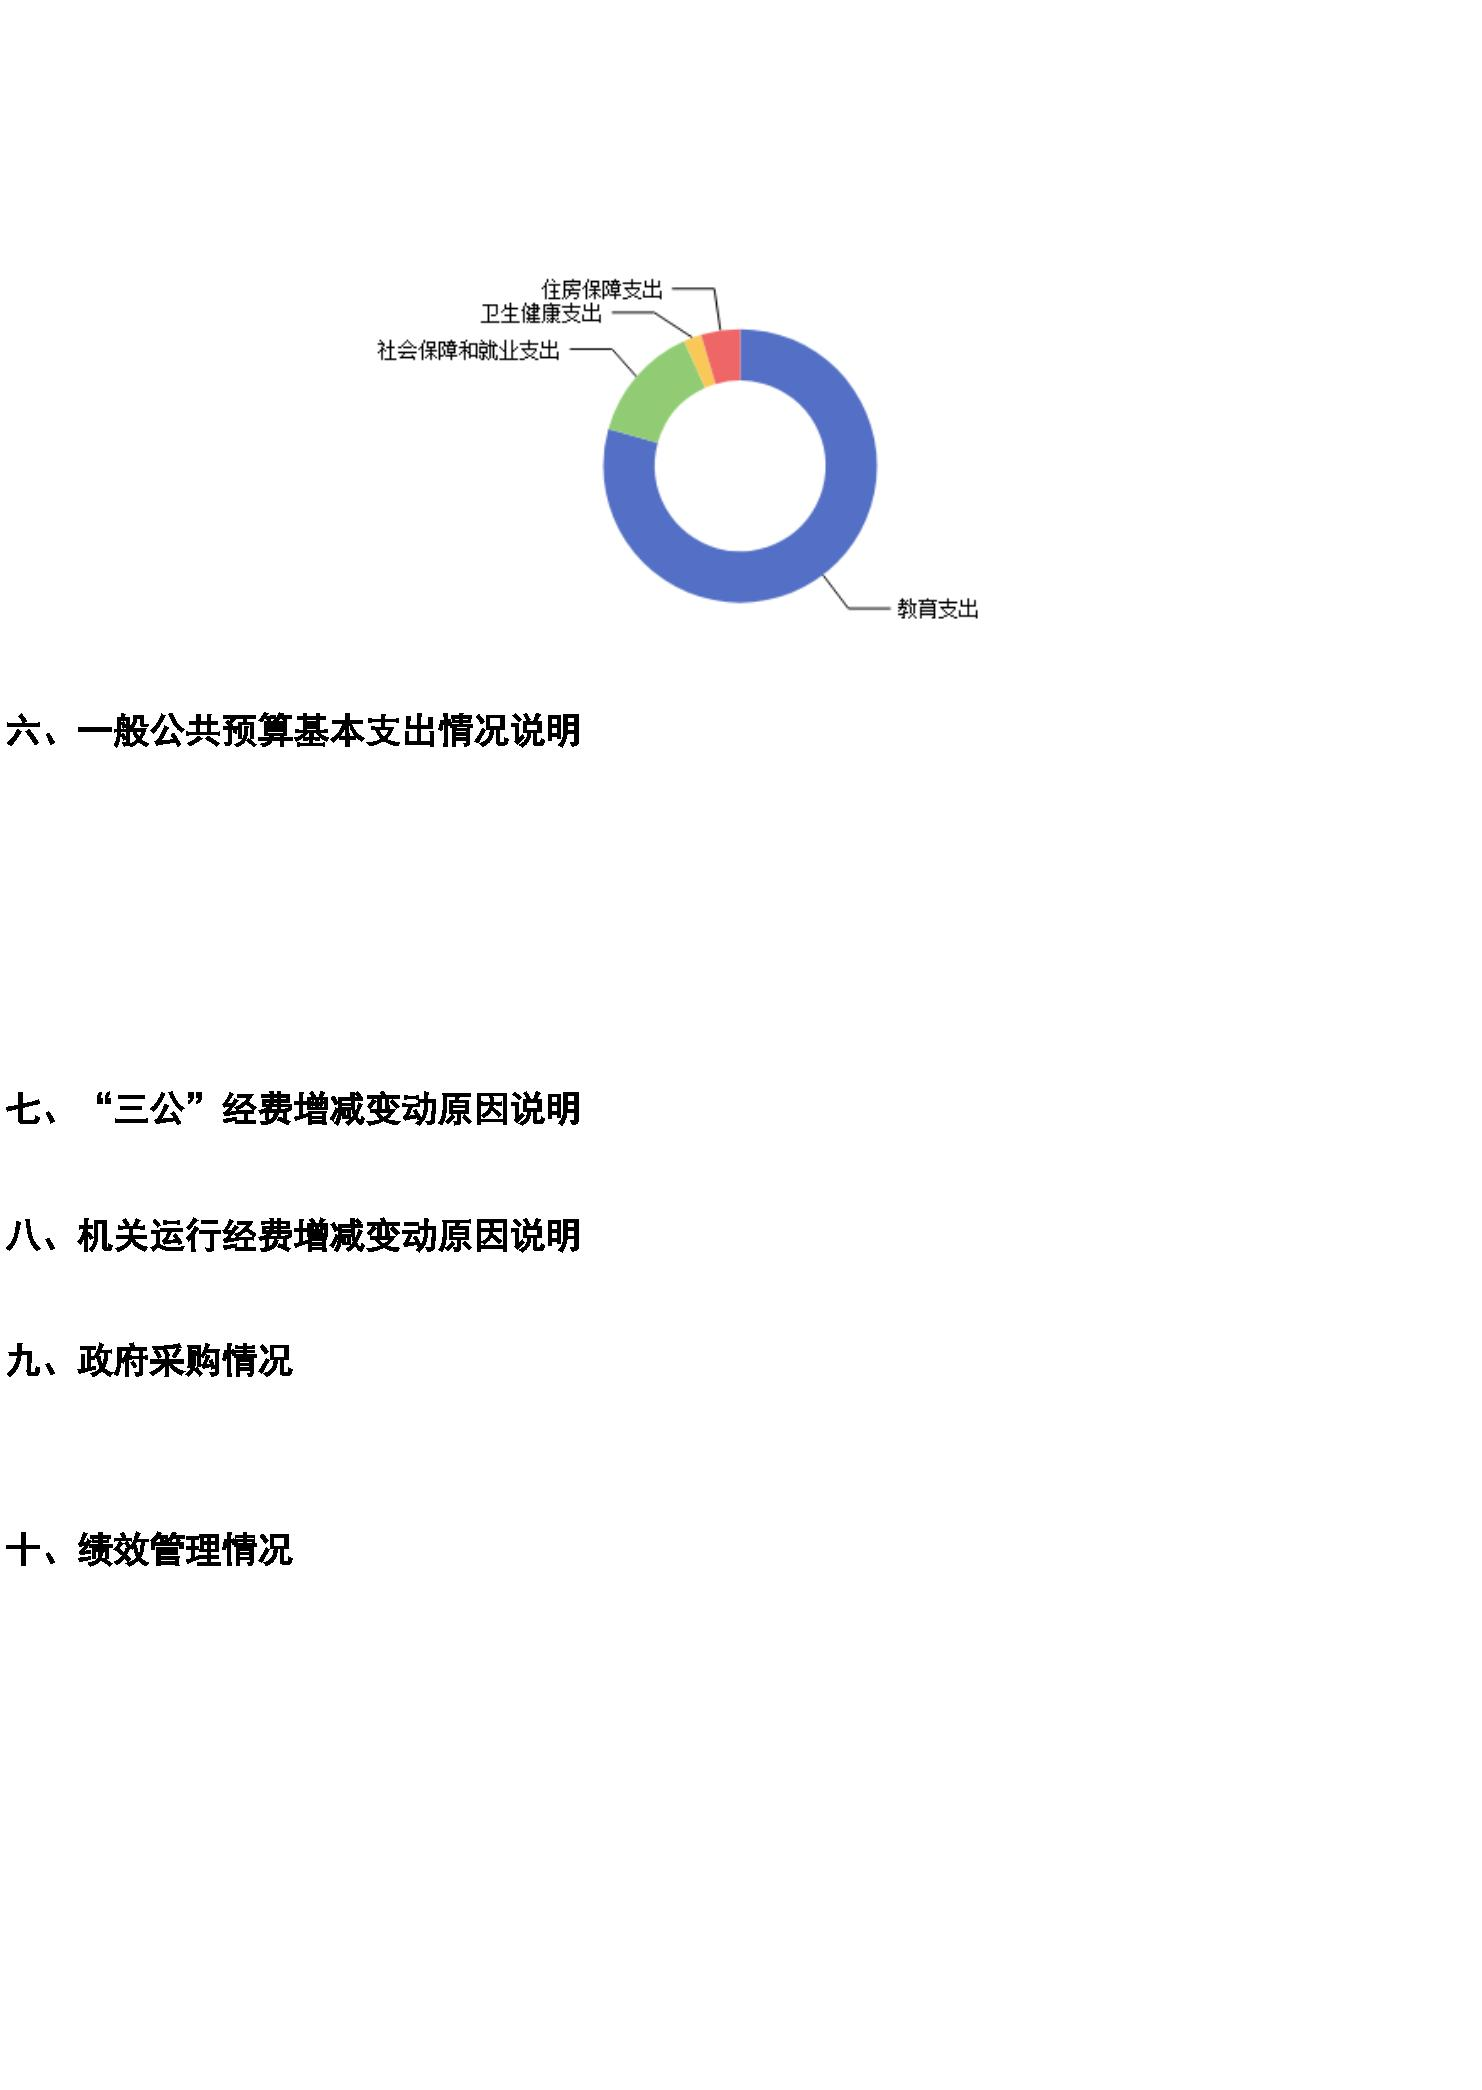 住房保障支出
卫生健康支出
社会保障和就业支出
教育支出
六、一般公共预算基本支出情况说明
七、“三公”经费增减变动原因说明
八、机关运行经费增减变动原因说明
九、政府采购情况
十、绩效管理情况